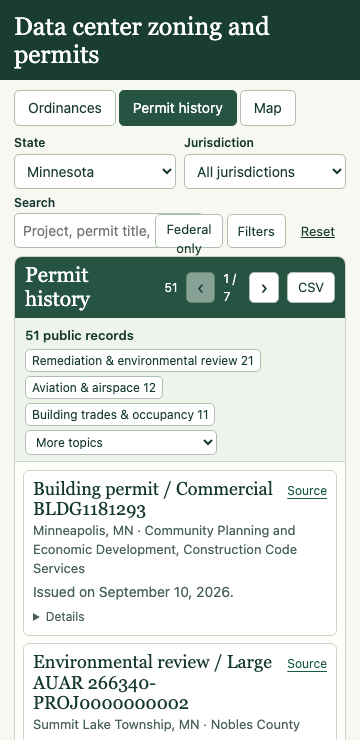 Data center zoning and
permits
Ordinances
Permit history
Map
State
Jurisdiction
Minnesota
All jurisdictions
Search
Project, permit title,
Federal
only
Filters
Reset
Permit
history
51
‹
1 /
7
›
CSV
51 public records
Remediation & environmental review 21
Aviation & airspace 12
Building trades & occupancy 11
More topics
Building permit / Commercial
BLDG1181293
Source
Minneapolis, MN · Community Planning and
Economic Development, Construction Code
Services
Issued on September 10, 2026.
Details
Environmental review / Large
AUAR 266340-
PROJ0000000002
Source
Summit Lake Township, MN · Nobles County